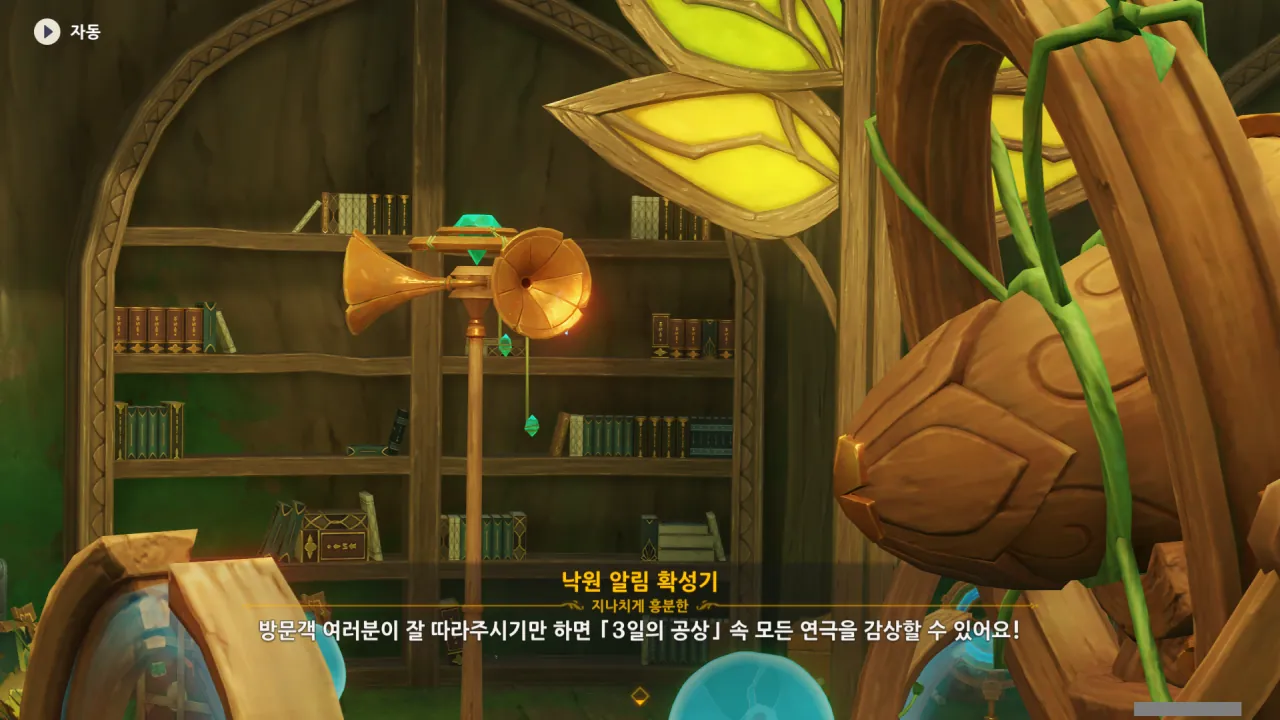 자동
낙원 알림 확성기
지나치게 흥분한
방문객 여러분이 잘 따라주시기만 하면 「3일의 공상」 속 모든 연극을 감상할 수 있어요!